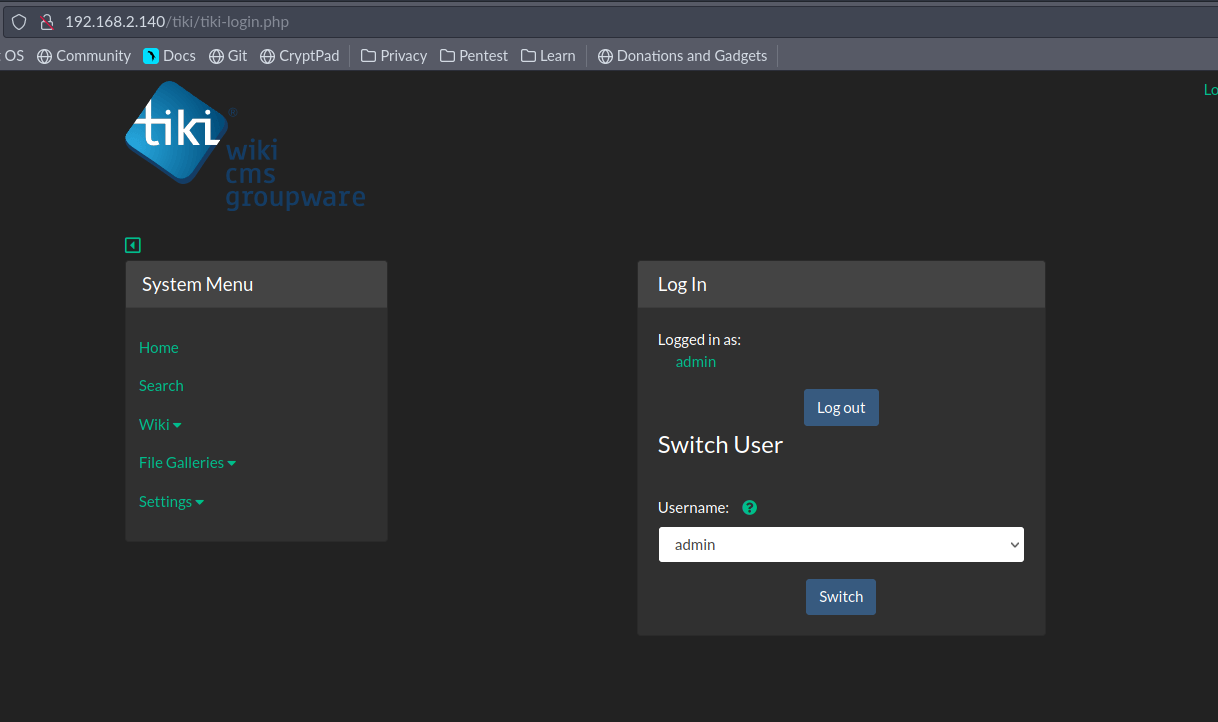 192.168.2.140/tiki/tiki-login.php
OS Community Docs Git CryptPad Privacy Pentest Learn Donations and Gadgets
Lo
tiki®
wiki
cms
groupware
System Menu
Home
Search
Wiki
File Galleries
Settings
Log In
Logged in as:
admin
Log out
Switch User
Username: ?
admin
Switch